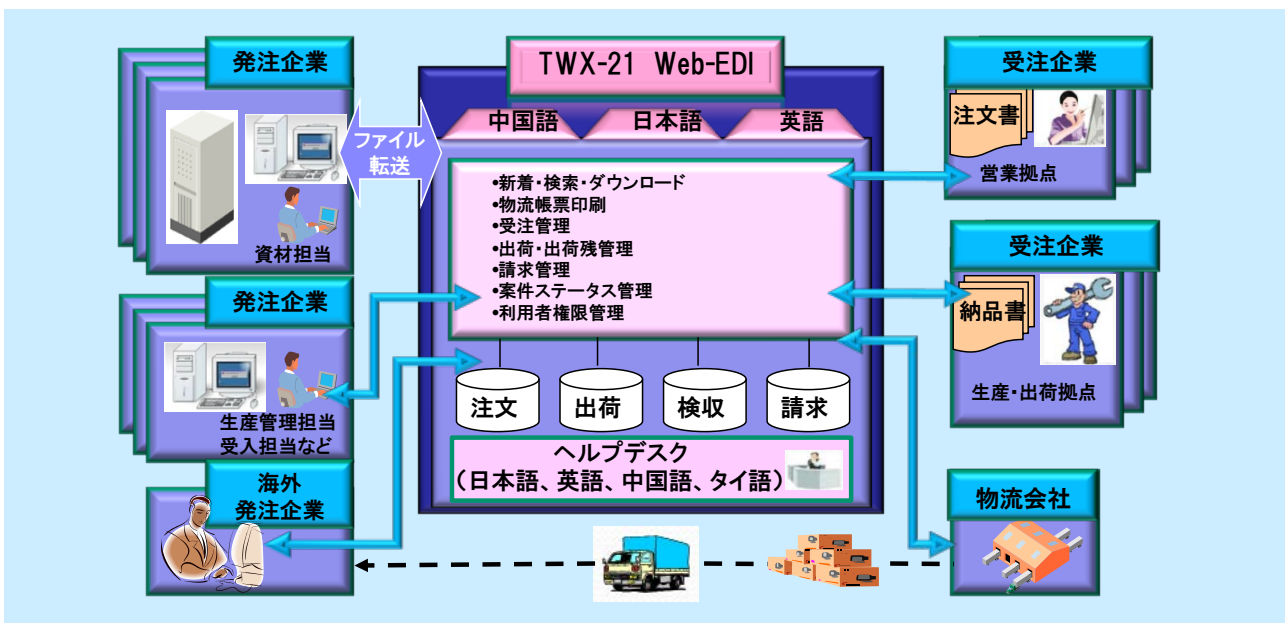 発注企業
資材担当
ファイル
転送
発注企業
生産管理担当
受入担当など
海外
発注企業
TWX-21 Web-EDI
中国語
日本語
英語
•新着・検索・ダウンロード
•物流帳票印刷
•受注管理
•出荷・出荷残管理
•請求管理
•案件ステータス管理
•利用者権限管理
注文
出荷
検収
請求
ヘルプデスク
（日本語、英語、中国語、タイ語）
受注企業
注文書
営業拠点
受注企業
納品書
生産・出荷拠点
物流会社